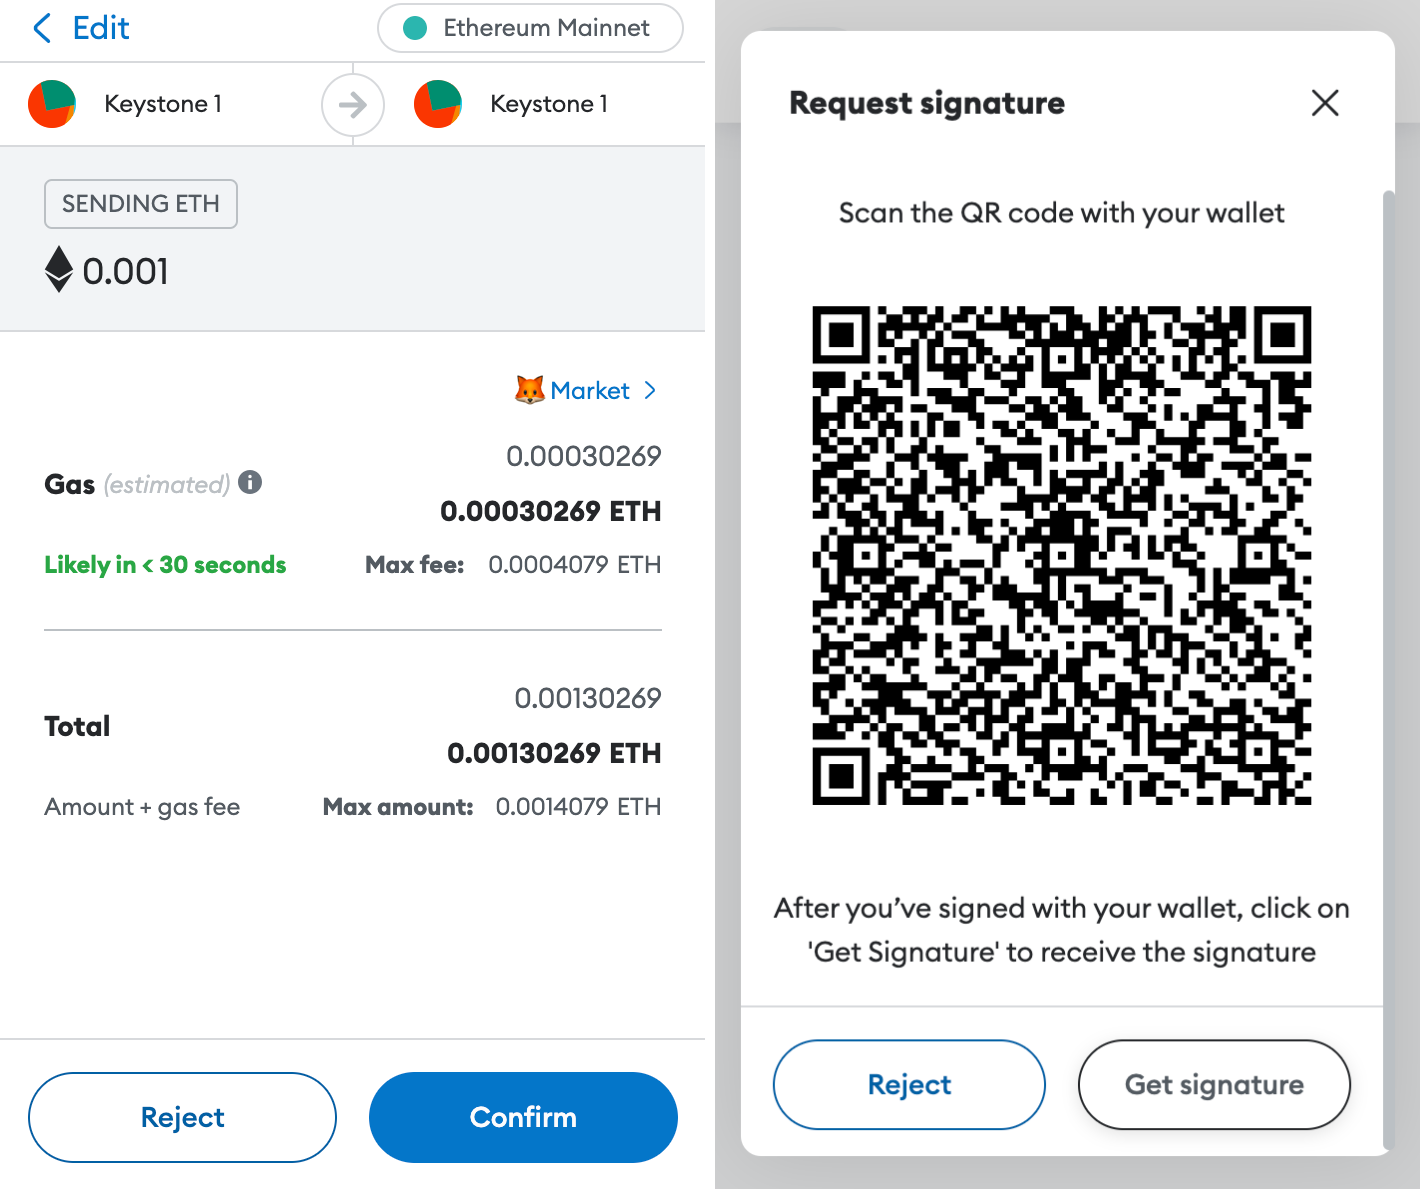 Edit
Ethereum Mainnet
Keystone 1
Keystone 1
SENDING ETH
0.001
Market
0.00030269
Gas (estimated)
0.00030269 ETH
Likely in < 30 seconds
Max fee: 0.0004079 ETH
0.00130269
Total
0.00130269 ETH
Amount + gas fee
Max amount: 0.0014079 ETH
Reject
Confirm
Request signature
Scan the QR code with your wallet
After you’ve signed with your wallet, click on
'Get Signature' to receive the signature
Reject
Get signature